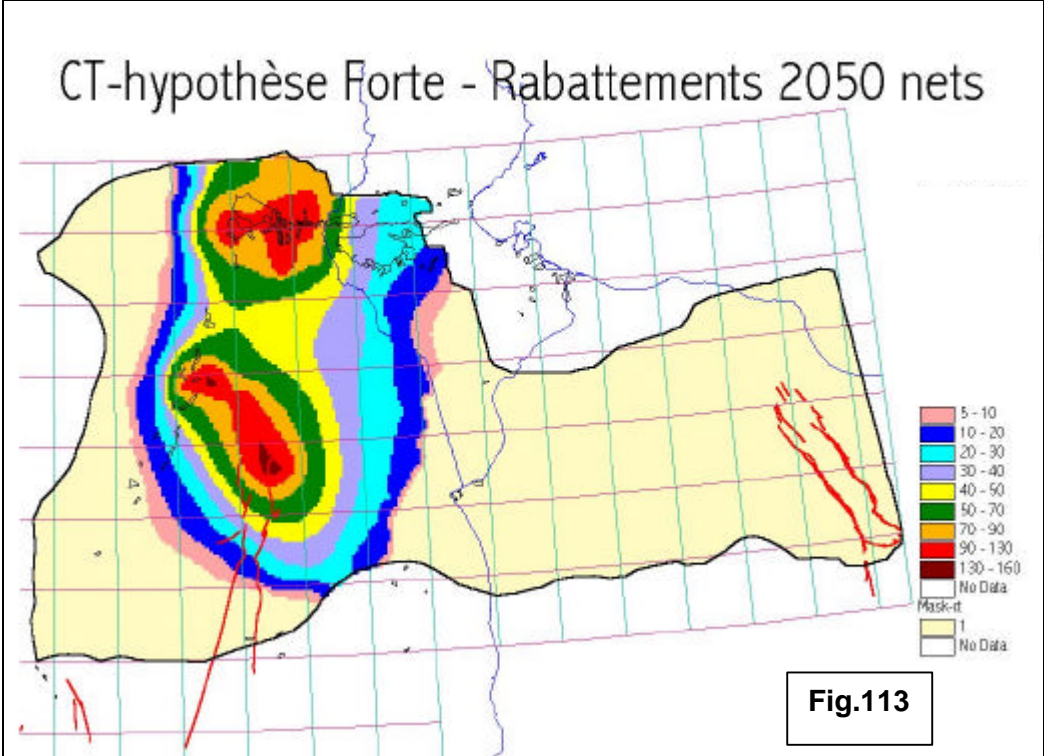 CT-hypothèse Forte - Rabattements 2050 nets
5 - 10
10 - 20
20 - 30
30 - 40
40 - 50
50 - 70
70 - 90
90 - 130
130 - 160
No Data
Mask-ct
1
No Data
Fig.113